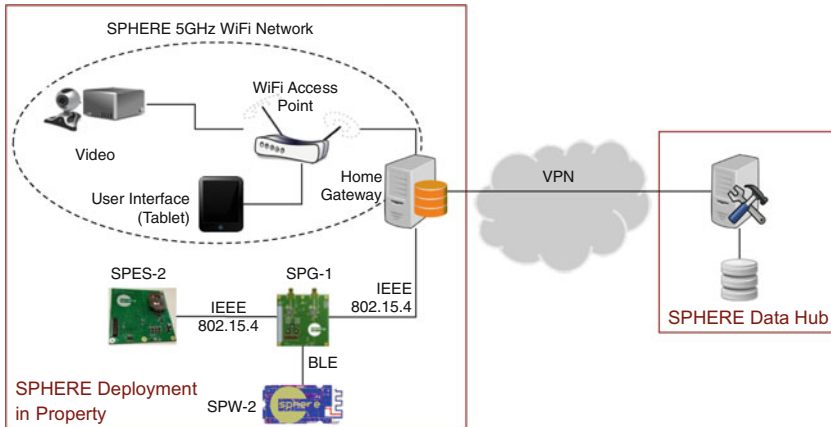 SPHERE 5GHz WiFi Network
WiFi Access
Point
Video
User Interface
(Tablet)
Home
Gateway
VPN
SPHERE Data Hub
SPES-2
IEEE
802.15.4
SPG-1
IEEE
802.15.4
BLE
SPW-2
sphere
SPHERE Deployment
in Property